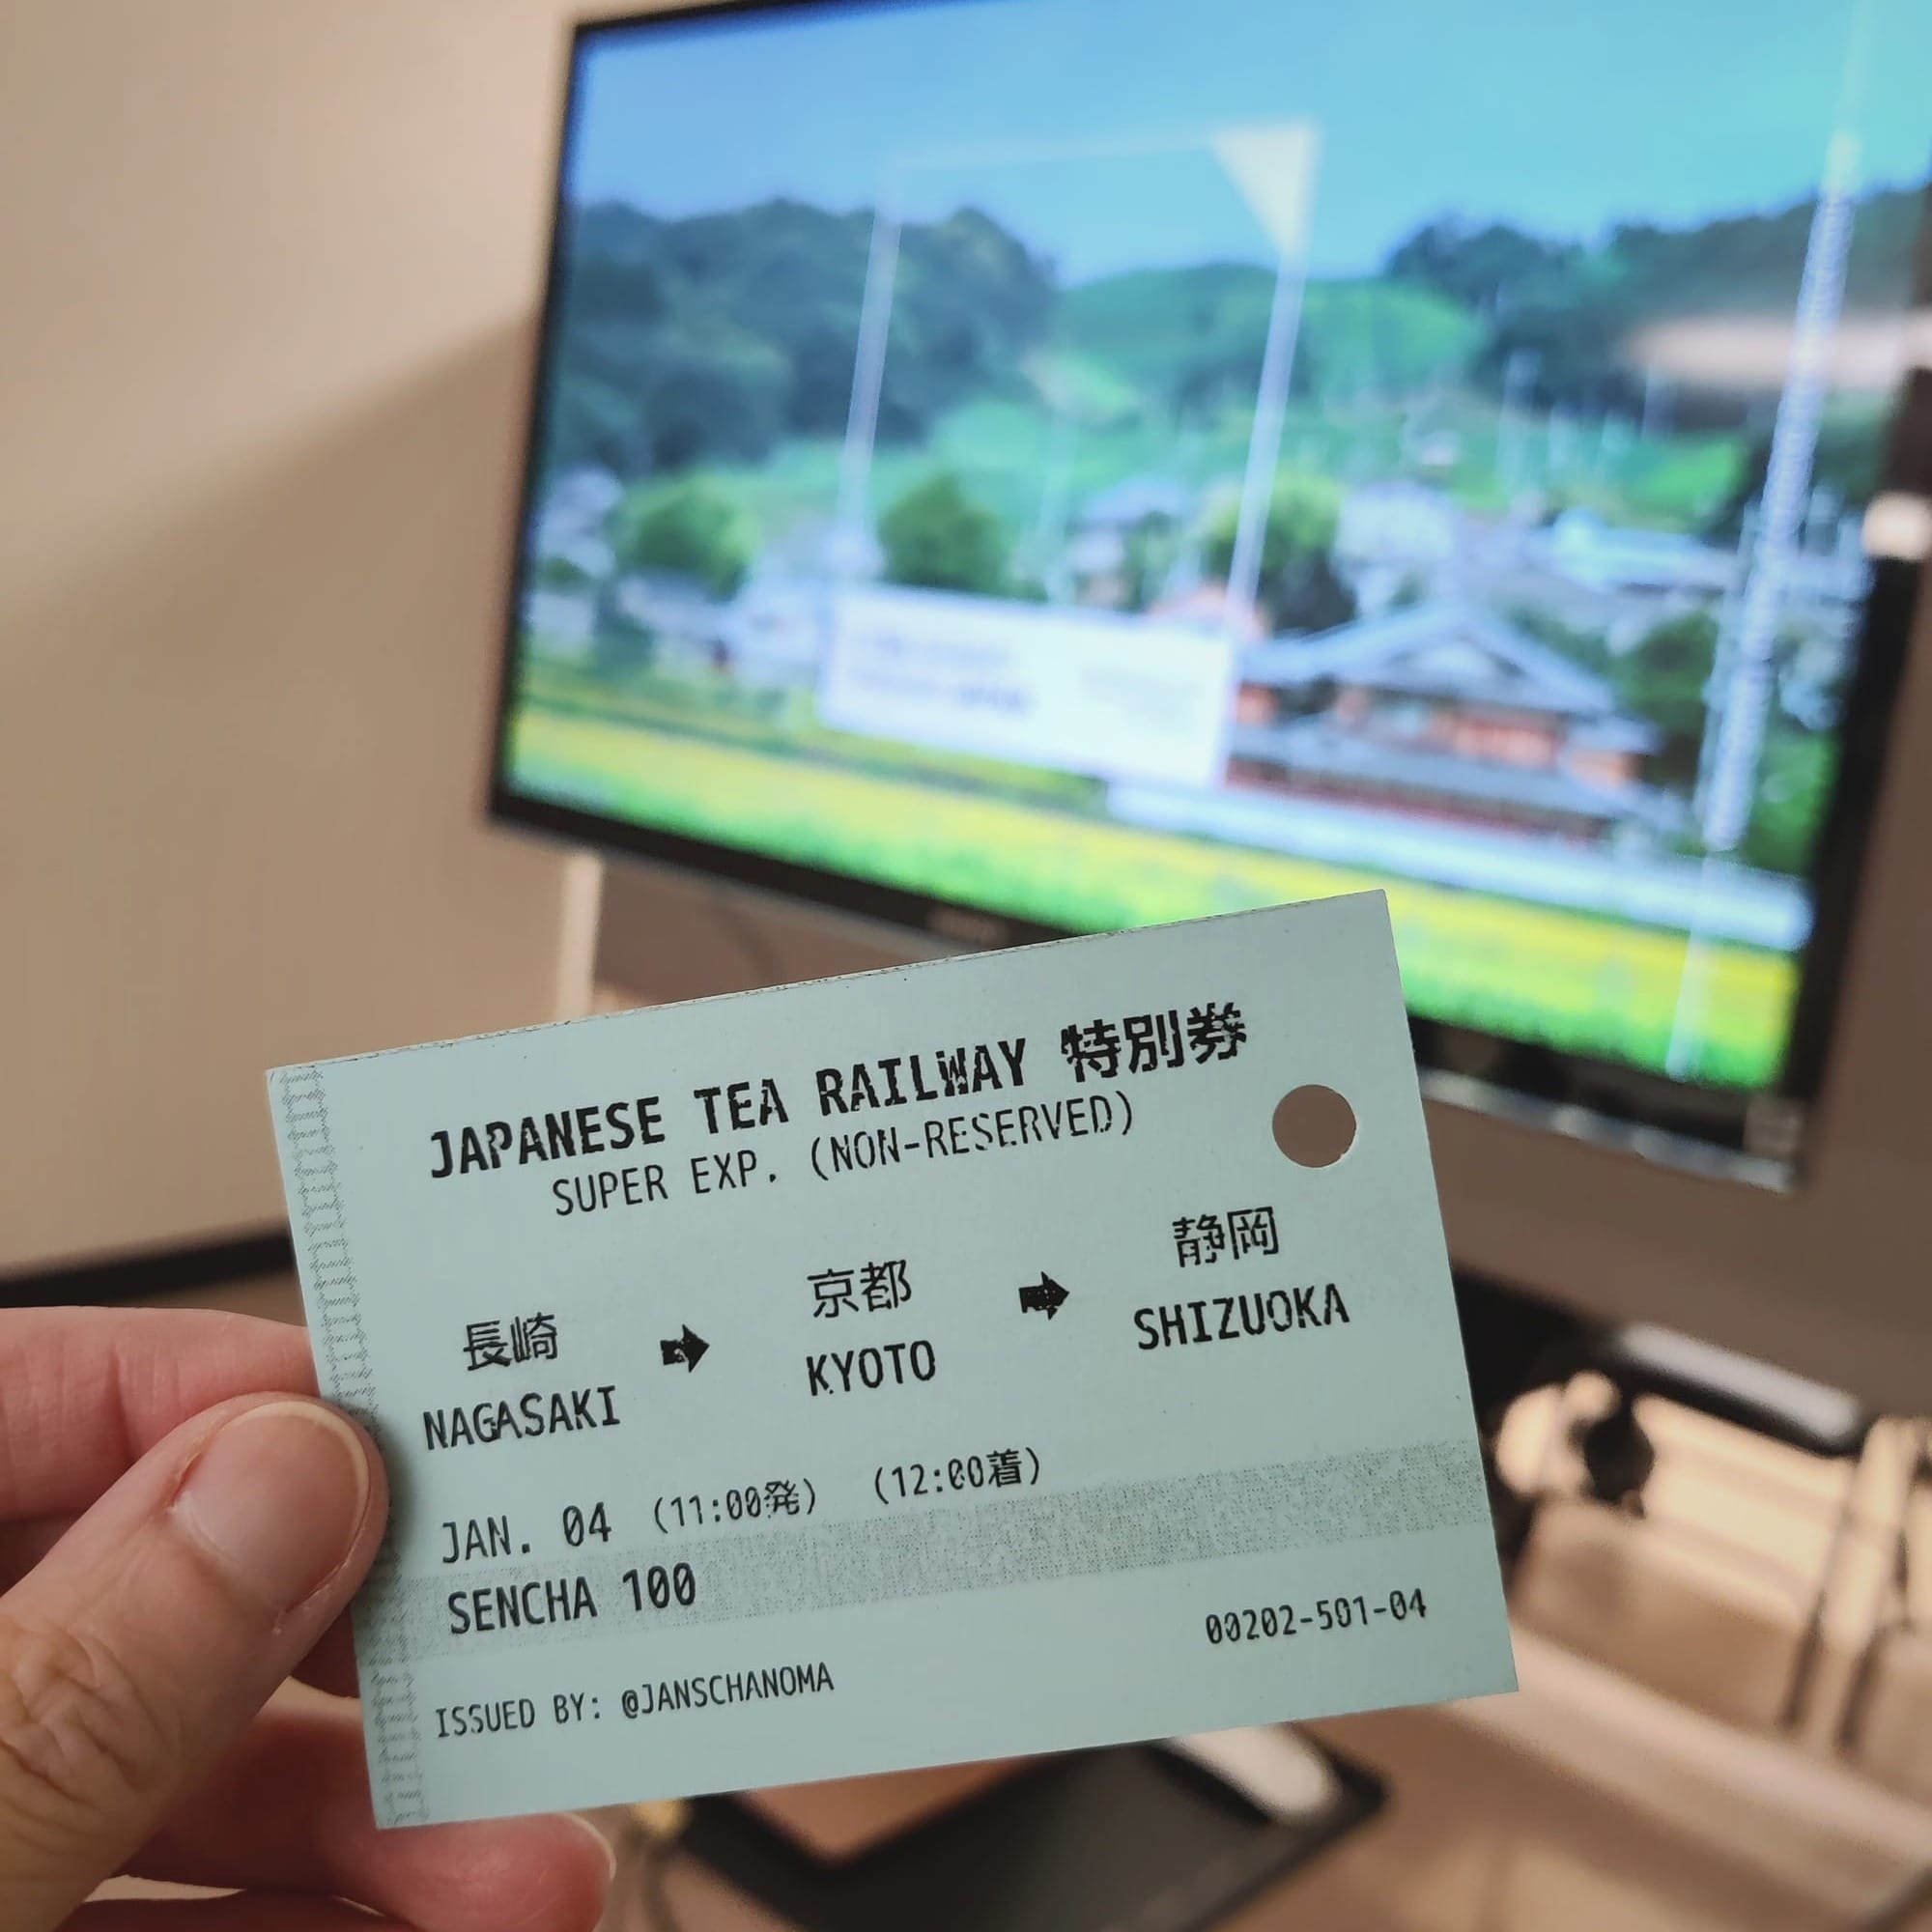 JAPANESE TEA RAILWAY 特別券
SUPER EXP. (NON-RESERVED)
長崎 ➡ 京都 ➡ 静岡
NAGASAKI KYOTO SHIZUOKA
JAN. 04 (11:00発) (12:00着)
SENCHA 100
00202-501-04
ISSUED BY: @JANSCHANOMA